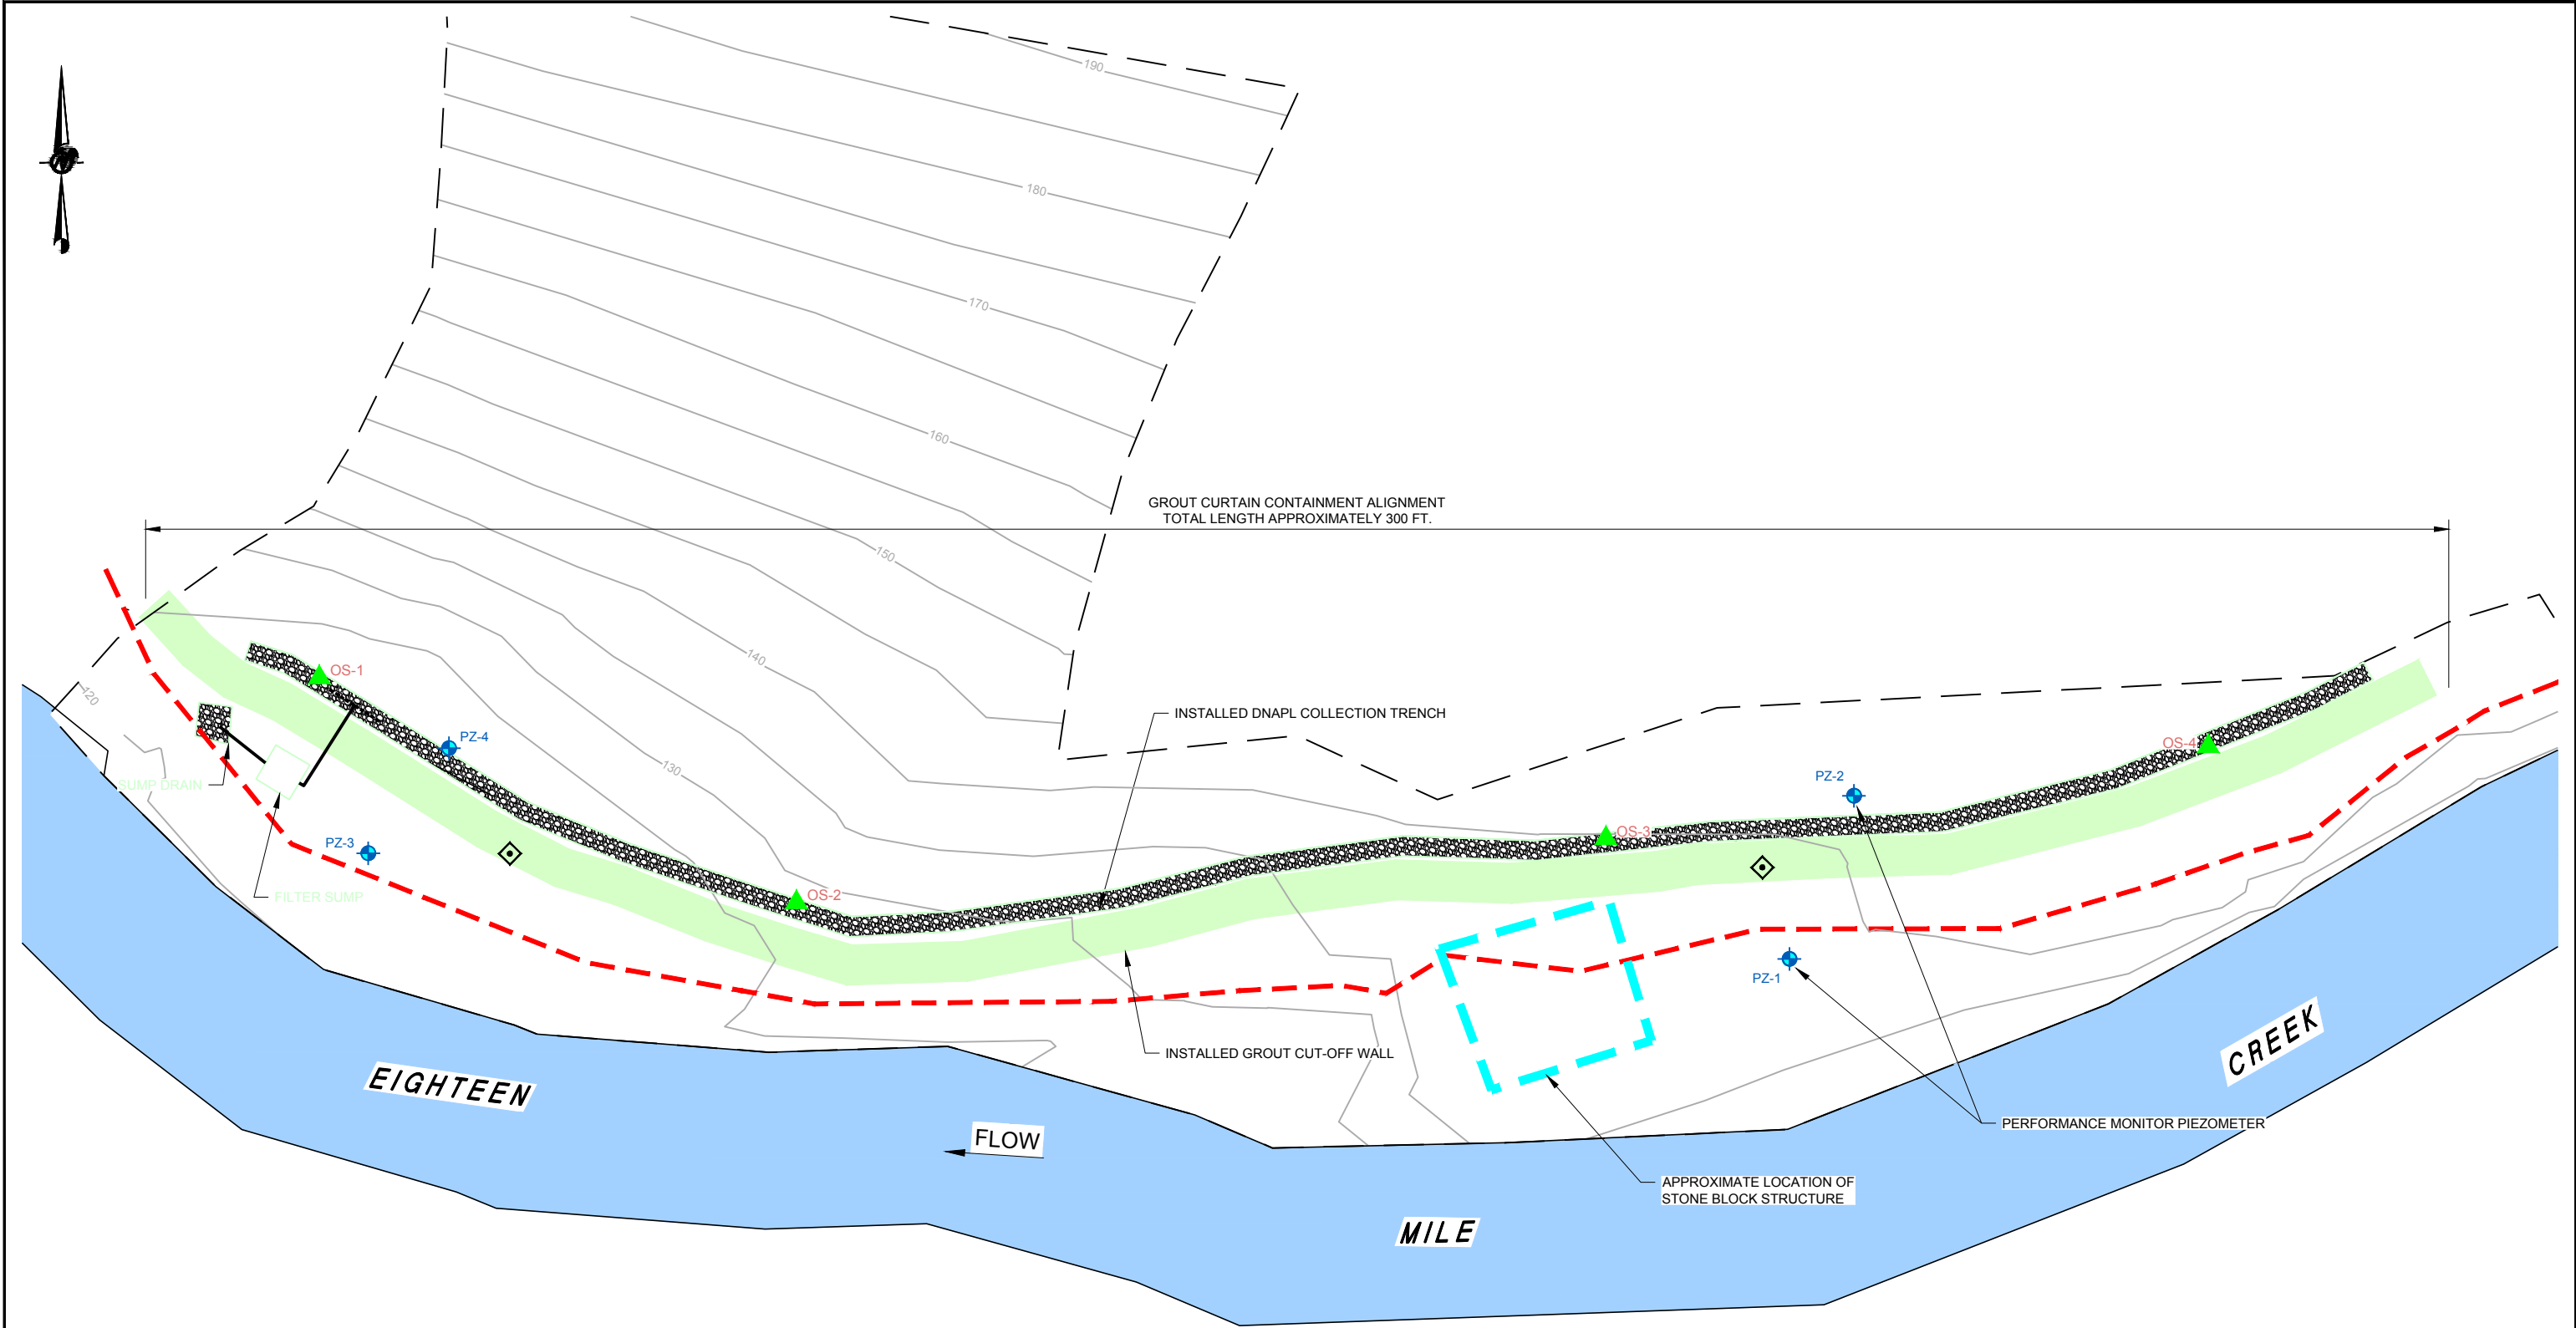 190
180
170
160
GROUT CURTAIN CONTAINMENT ALIGNMENT
TOTAL LENGTH APPROXIMATELY 300 FT.
150
140
OS-1
120
INSTALLED DNAPL COLLECTION TRENCH
PZ-4
OS-4
130
PZ-2
SUMP DRAIN
OS-3
PZ-3
FILTER SUMP
OS-2
PZ-1
INSTALLED GROUT CUT-OFF WALL
EIGHTEEN
CREEK
PERFORMANCE MONITOR PIEZOMETER
FLOW
APPROXIMATE LOCATION OF
STONE BLOCK STRUCTURE
MILE